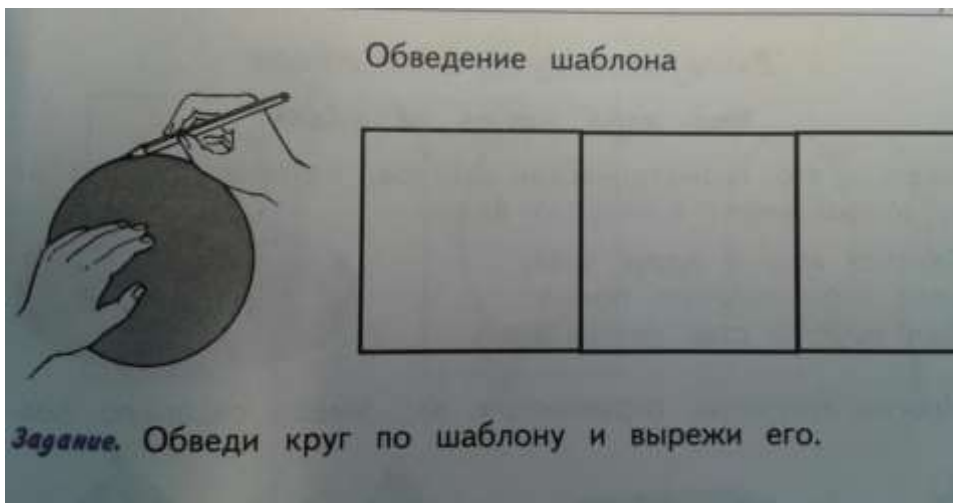 Обведение шаблона
Задание. Обведи круг по шаблону и вырежи его.